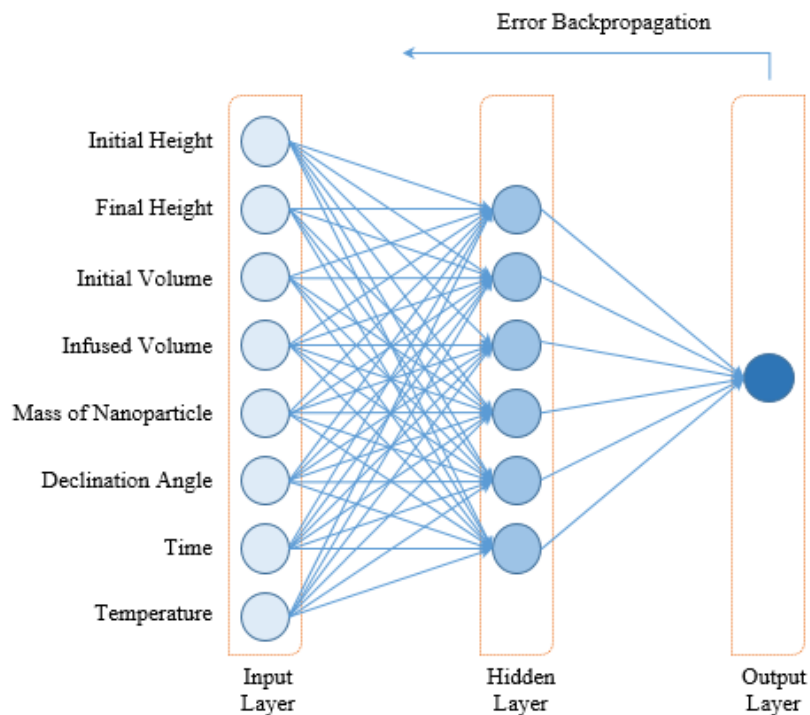 Error Backpropagation
Initial Height
Final Height
Initial Volume
Infused Volume
Mass of Nanoparticle
Declination Angle
Time
Temperature
Input
Layer
Hidden
Layer
Output
Layer